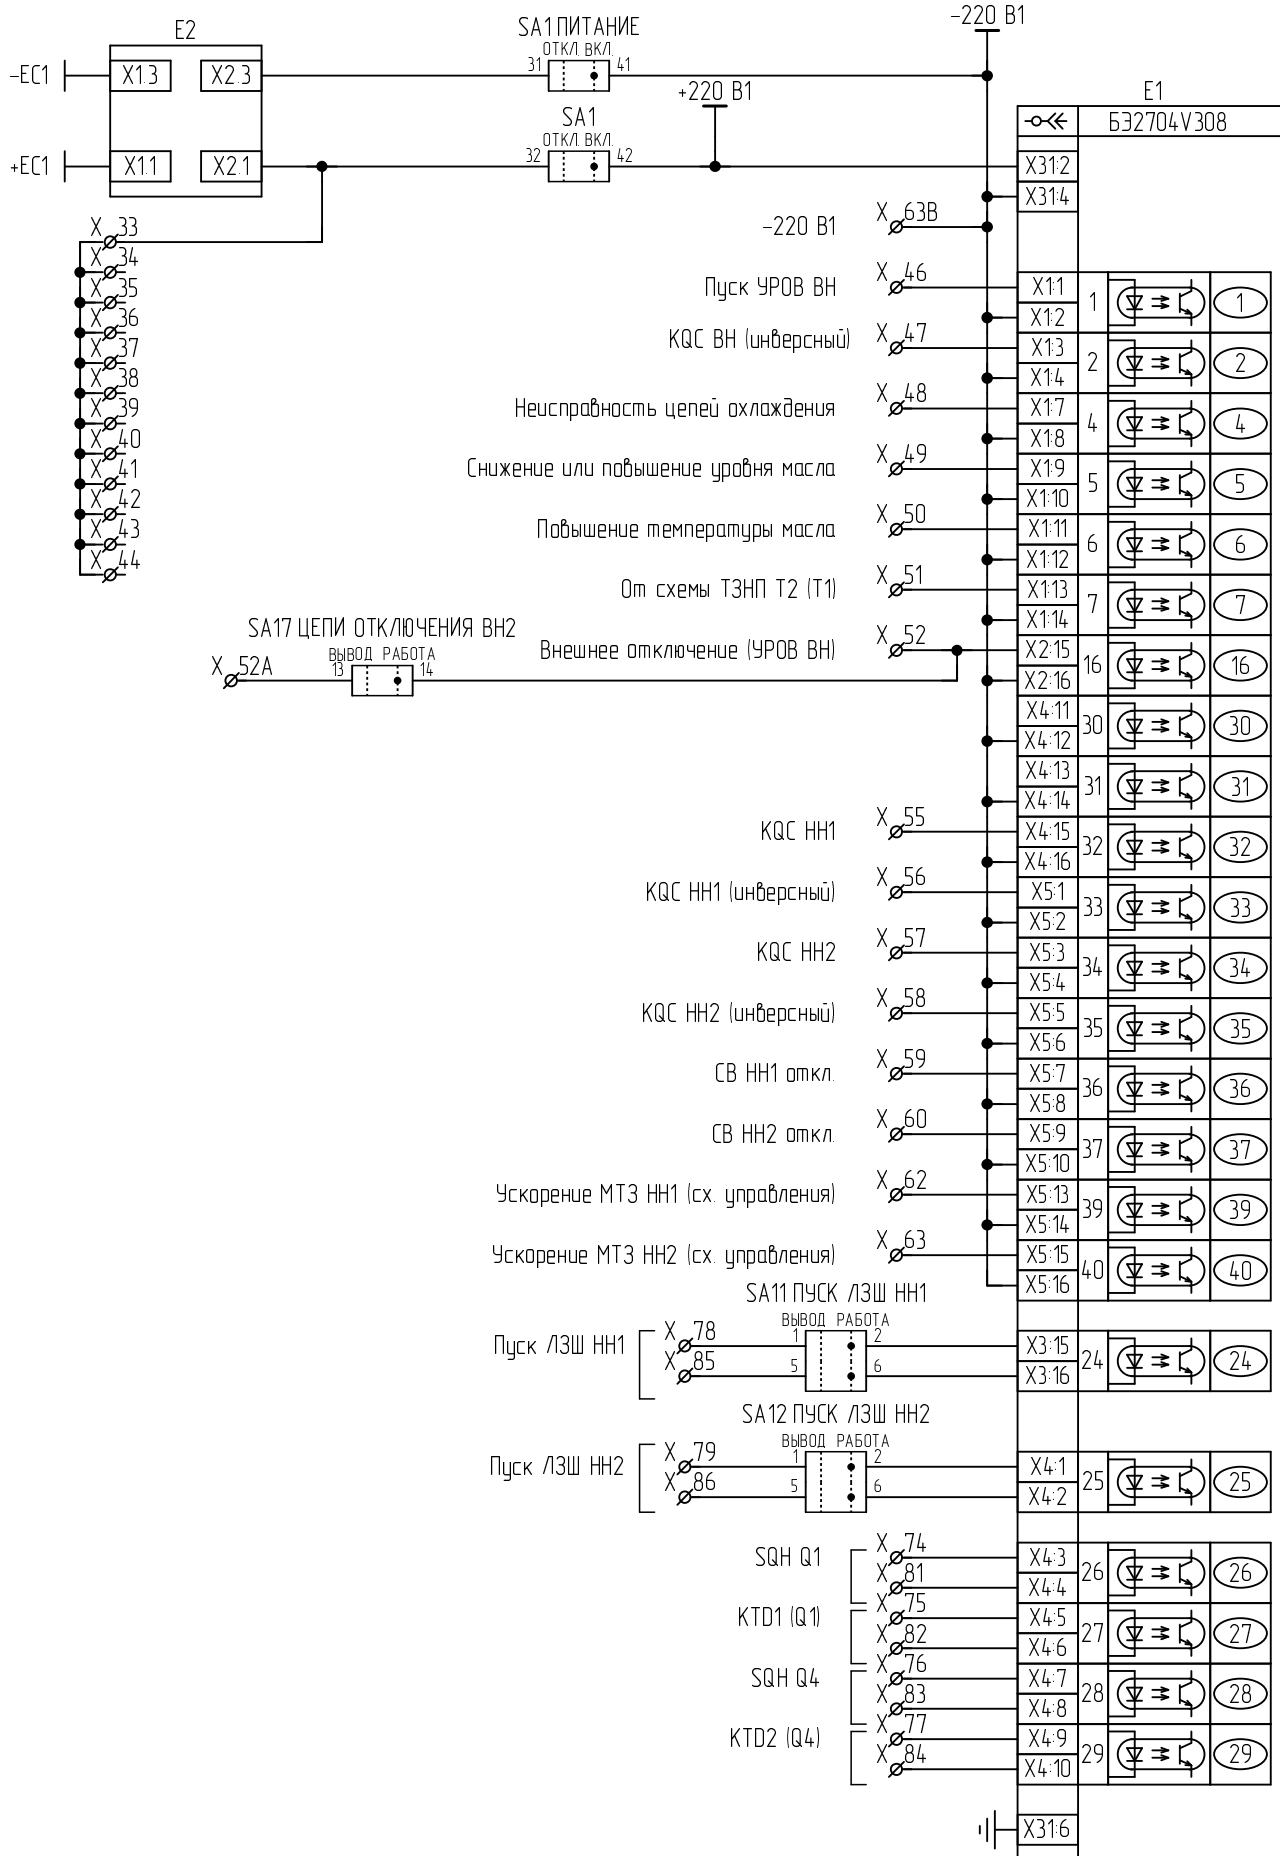 -220 В1
E2
SA1 ПИТАНИЕ
ОТКЛ. ВКЛ.
-EC1
X1:3
X2:3
31
41
+220 В1
E1
БЭ2704V308
SA1
ОТКЛ. ВКЛ.
+EC1
X1:1
X2:1
32
42
X31:2
X31:4
-220 В1
X 63В
X 33
X 34
X 35
X 36
X 37
X 38
X 39
X 40
X 41
X 42
X 43
X 44
Пуск УРОВ ВН
X 46
X1:1
X1:2
1
1
KQC ВН (инверсный)
X 47
X1:3
X1:4
2
2
Неисправность цепей охлаждения
X 48
X1:7
X1:8
4
4
Снижение или повышение уровня масла
X 49
X1:9
X1:10
5
5
Повышение температуры масла
X 50
X1:11
X1:12
6
6
От схемы ТЗНП Т2 (Т1)
X 51
X1:13
X1:14
7
7
SA17 ЦЕПИ ОТКЛЮЧЕНИЯ ВН2
ВЫВОД РАБОТА
X 52А
13
14
Внешнее отключение (УРОВ ВН)
X 52
X2:15
X2:16
16
16
X4:11
X4:12
30
30
X4:13
X4:14
31
31
KQC НН1
X 55
X4:15
X4:16
32
32
KQC НН1 (инверсный)
X 56
X5:1
X5:2
33
33
KQC НН2
X 57
X5:3
X5:4
34
34
KQC НН2 (инверсный)
X 58
X5:5
X5:6
35
35
СВ НН1 откл.
X 59
X5:7
X5:8
36
36
СВ НН2 откл.
X 60
X5:9
X5:10
37
37
Ускорение МТЗ НН1 (сх. управления)
X 62
X5:13
X5:14
39
39
Ускорение МТЗ НН2 (сх. управления)
X 63
X5:15
X5:16
40
40
SA11 ПУСК ЛЗШ НН1
ВЫВОД РАБОТА
Пуск ЛЗШ НН1
X 78
1
2
X 85
5
6
X3:15
X3:16
24
24
SA12 ПУСК ЛЗШ НН2
ВЫВОД РАБОТА
Пуск ЛЗШ НН2
X 79
1
2
X 86
5
6
X4:1
X4:2
25
25
SQH Q1
X 74
X 81
X4:3
X4:4
26
26
KTD1 (Q1)
X 75
X 82
X4:5
X4:6
27
27
SQH Q4
X 76
X 83
X4:7
X4:8
28
28
KTD2 (Q4)
X 77
X 84
X4:9
X4:10
29
29
X31:6